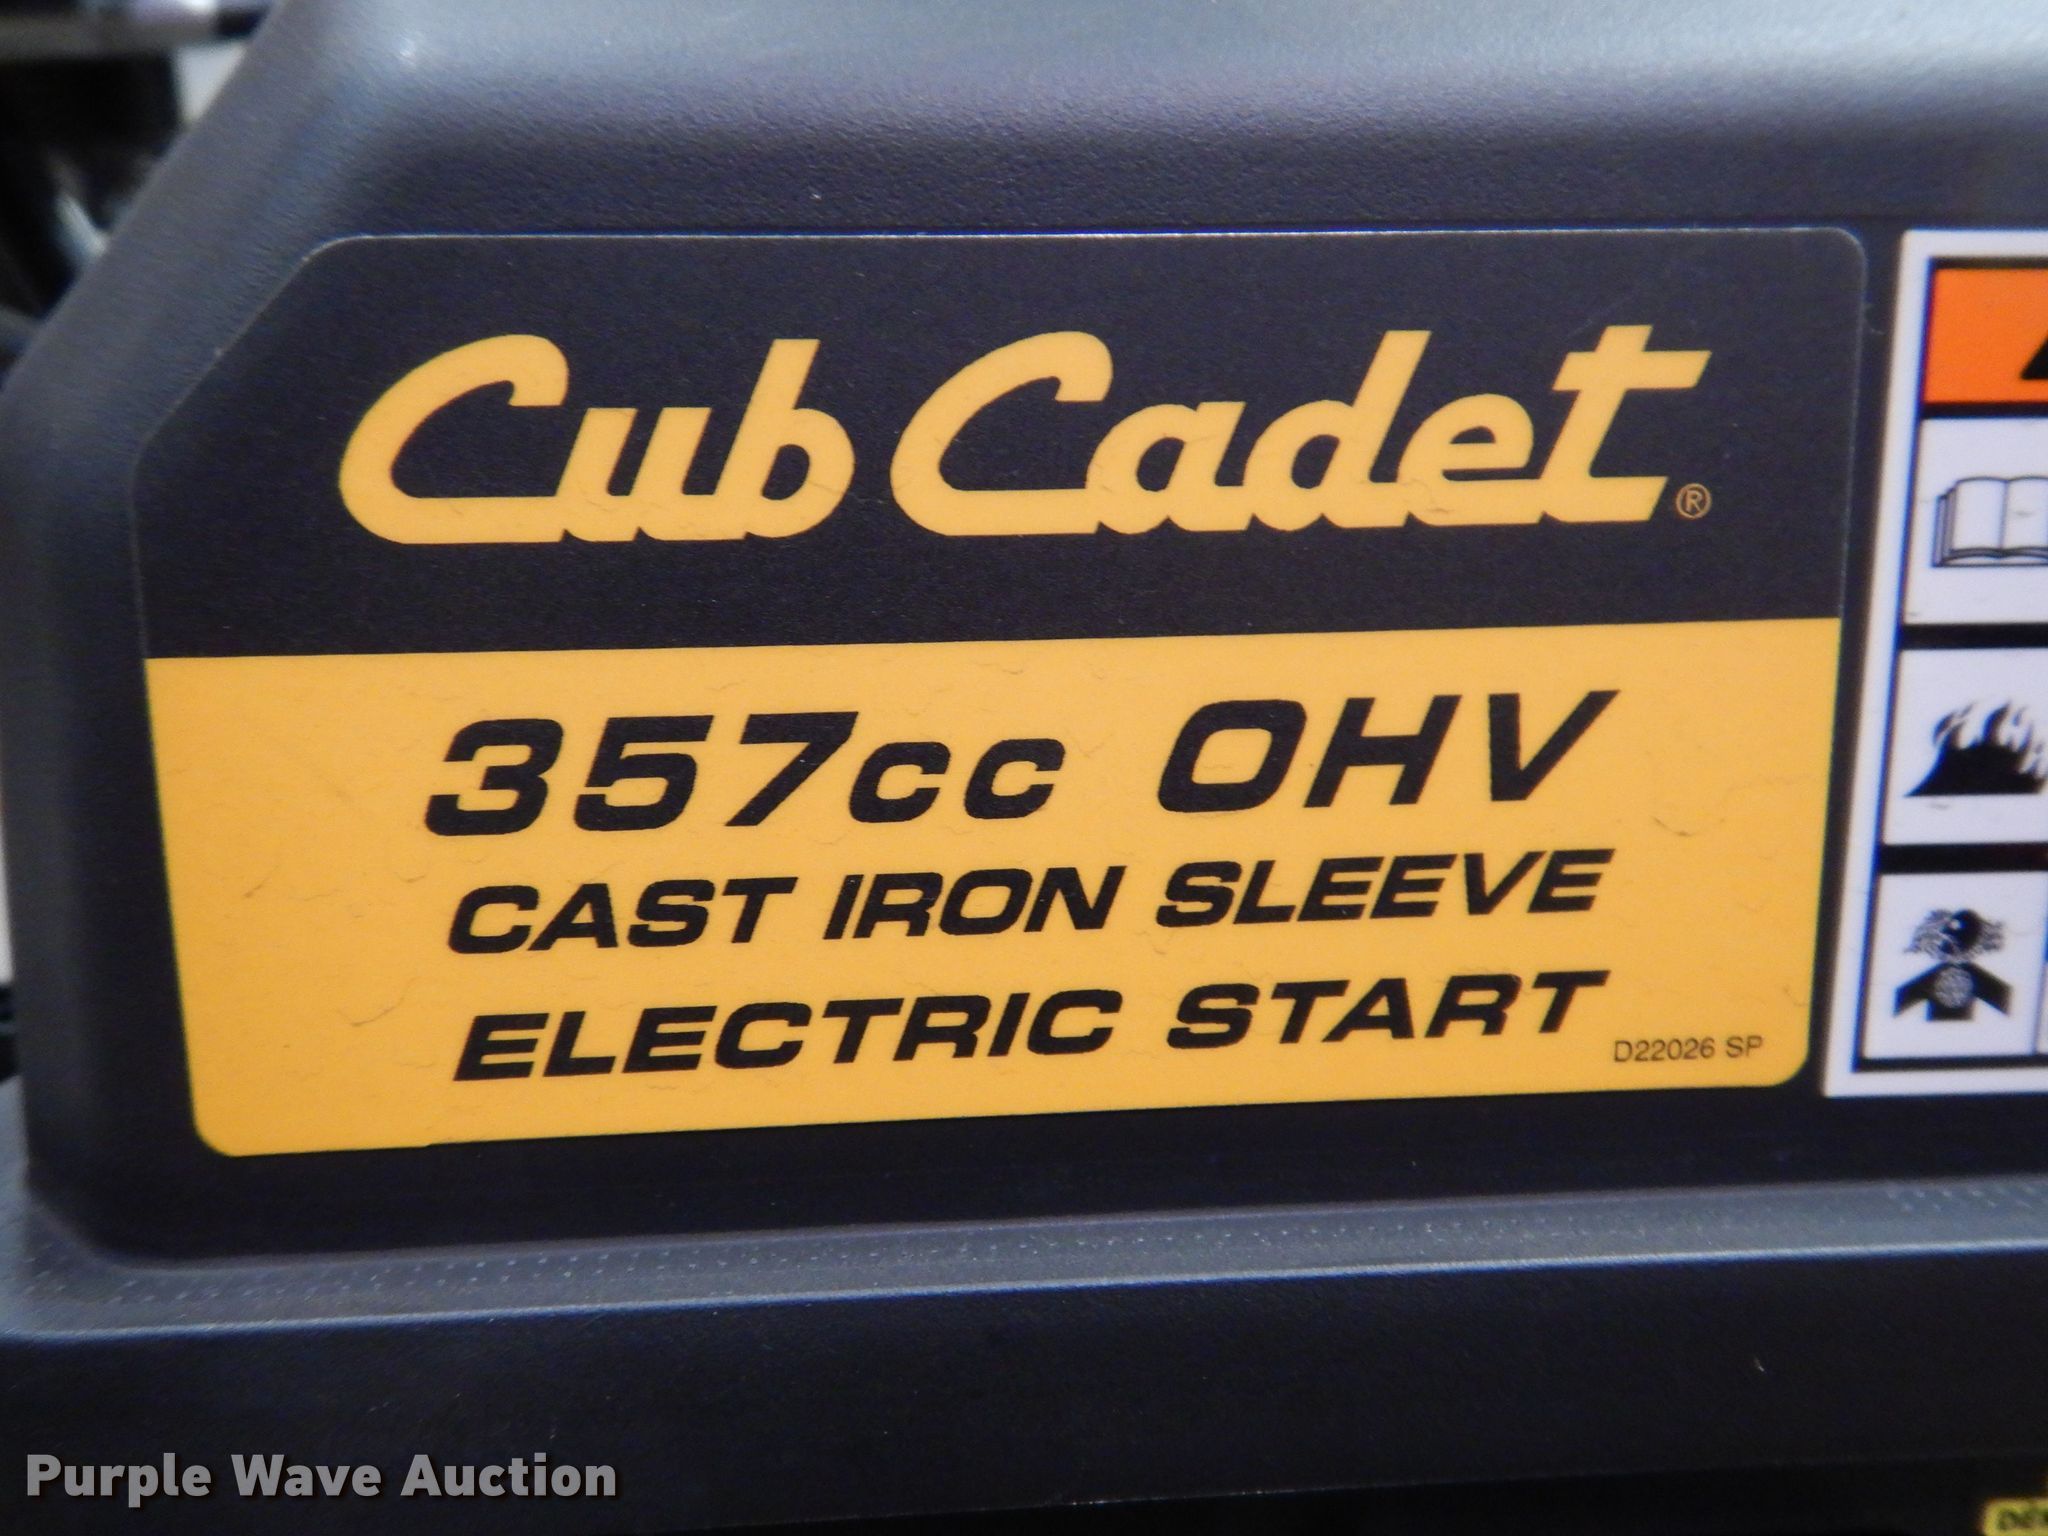 Cub Cadet®
357cc OHV
CAST IRON SLEEVE
ELECTRIC START
D22026 SP
Purple Wave Auction